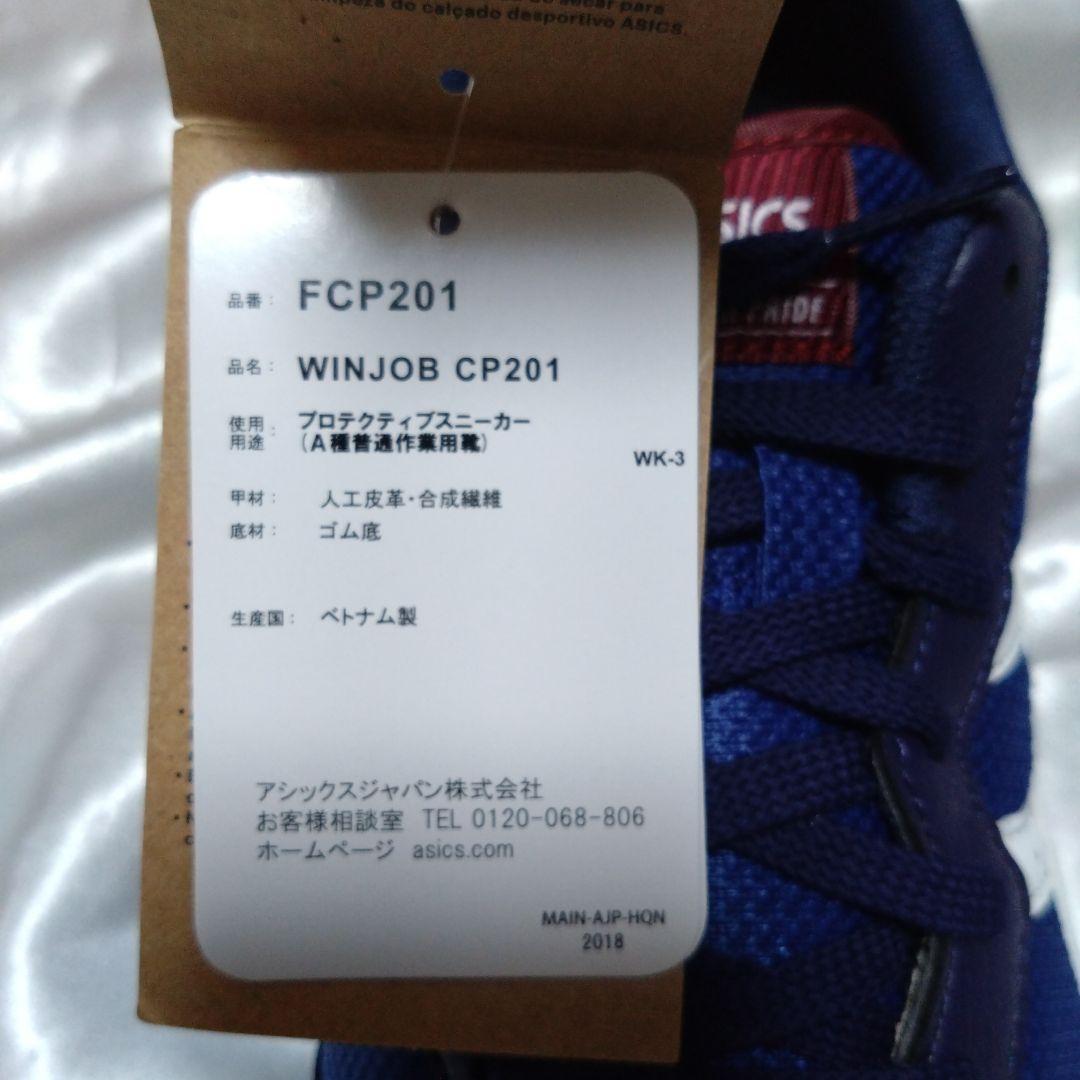 limpeza do calçado desportivo ASICS.
品番： FCP201
品名： WINJOB CP201
使用用途： プロテクティブスニーカー
（A種普通作業用靴）
WK-3
甲材： 人工皮革・合成繊維
底材： ゴム底
生産国： ベトナム製
アシックスジャパン株式会社
お客様相談室 TEL 0120-068-806
ホームページ asics.com
MAIN-AJP-HQN
2018